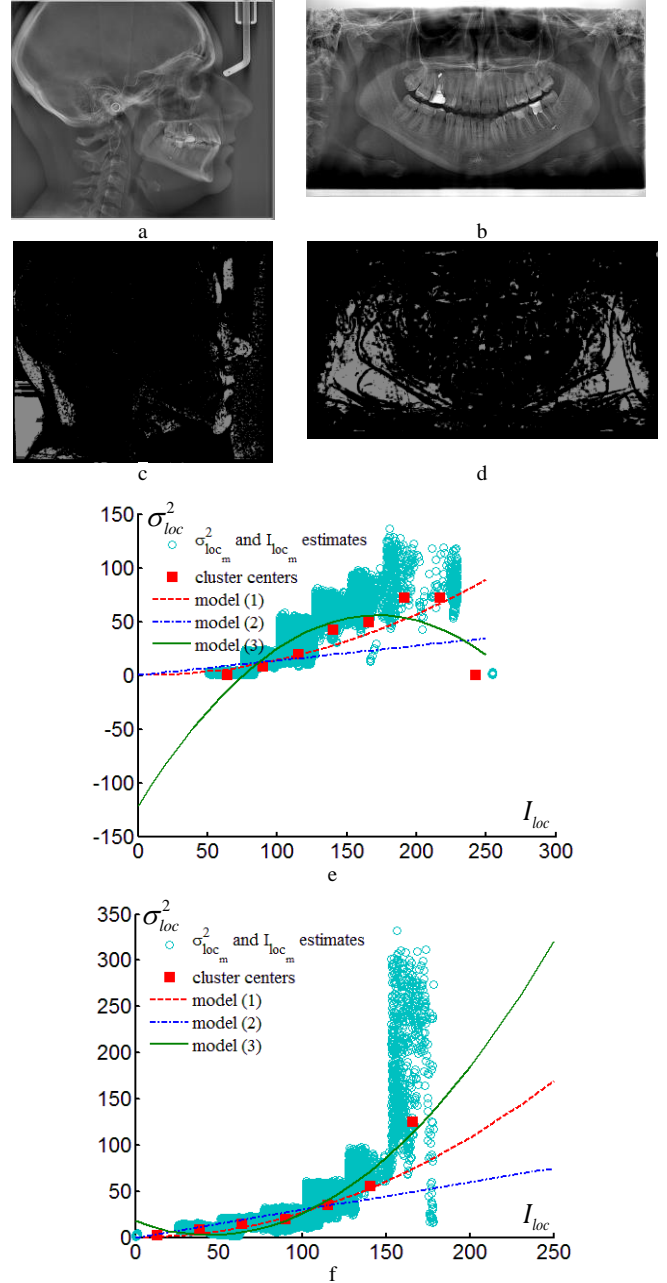 a b
c d
σ²loc
150
100
50
0
-50
-100
-150
σ²locm and Ilocm estimates
cluster centers
model (1)
model (2)
model (3)
Iloc
0 50 100 150 200 250 300
e
σ²loc
350
300
250
200
150
100
50
0
σ²locm and Ilocm estimates
cluster centers
model (1)
model (2)
model (3)
Iloc
0 50 100 150 200 250
f